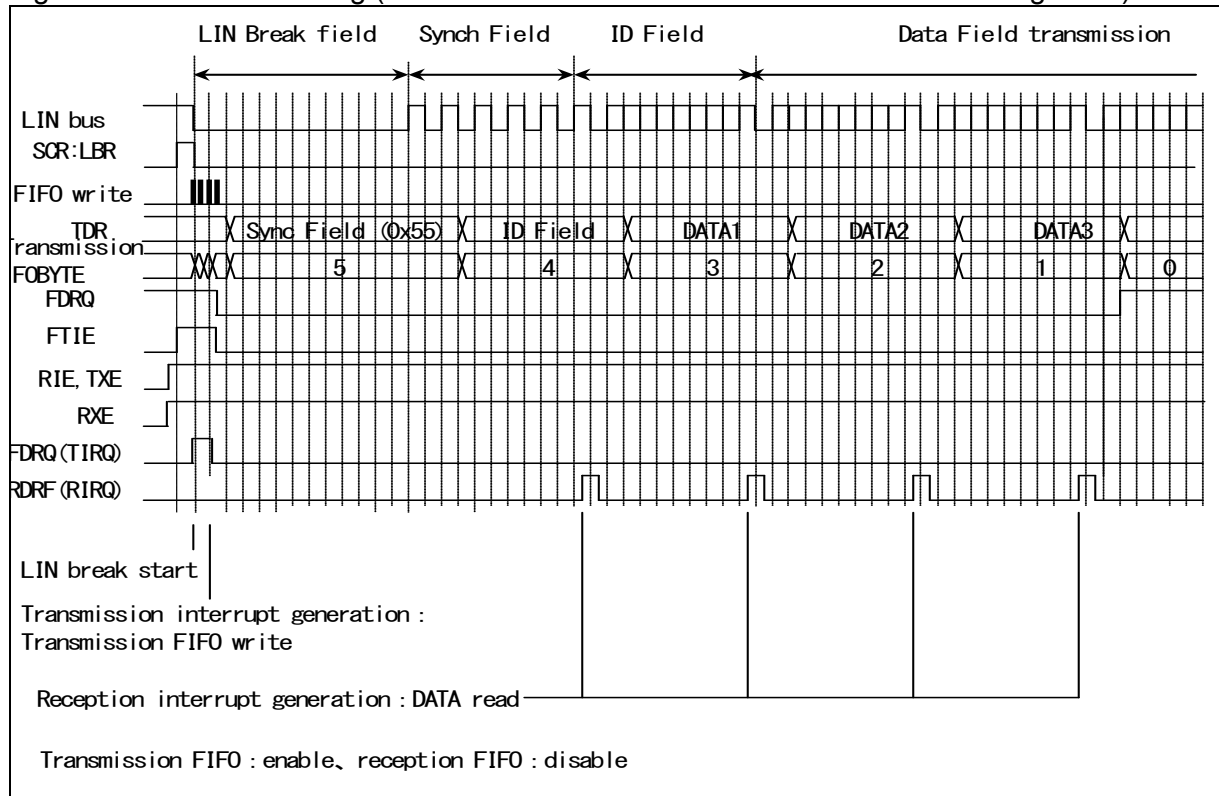 LIN Break field Synch Field ID Field Data Field transmission
LIN bus
SCR:LBR
FIFO write
TDR Sync Field (0x55) ID Field DATA1 DATA2 DATA3
Transmission
FOBYTE 5 4 3 2 1 0
FDRQ
FTIE
RIE, TXE
RXE
FDRQ(TIRQ)
RDRF(RIRQ)
LIN break start
Transmission interrupt generation :
Transmission FIFO write
Reception interrupt generation : DATA read
Transmission FIFO : enable、reception FIFO : disable